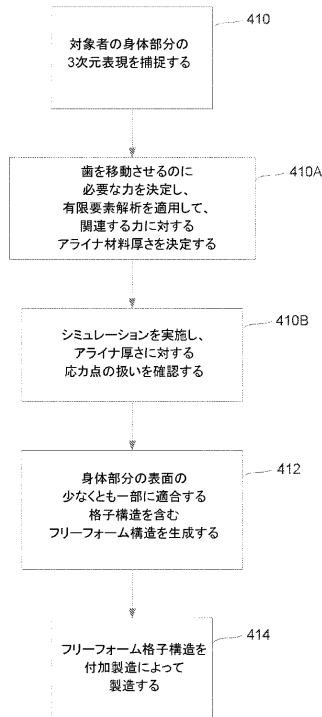 410
対象者の身体部分の
3次元表現を捕捉する
410A
歯を移動させるのに
必要な力を決定し、
有限要素解析を適用して、
関連する力に対する
アライナ材料厚さを決定する
410B
シミュレーションを実施し、
アライナ厚さに対する
応力点の扱いを確認する
412
身体部分の表面の
少なくとも一部に適合する
格子構造を含む
フリーフォーム構造を生成する
414
フリーフォーム格子構造を
付加製造によって
製造する